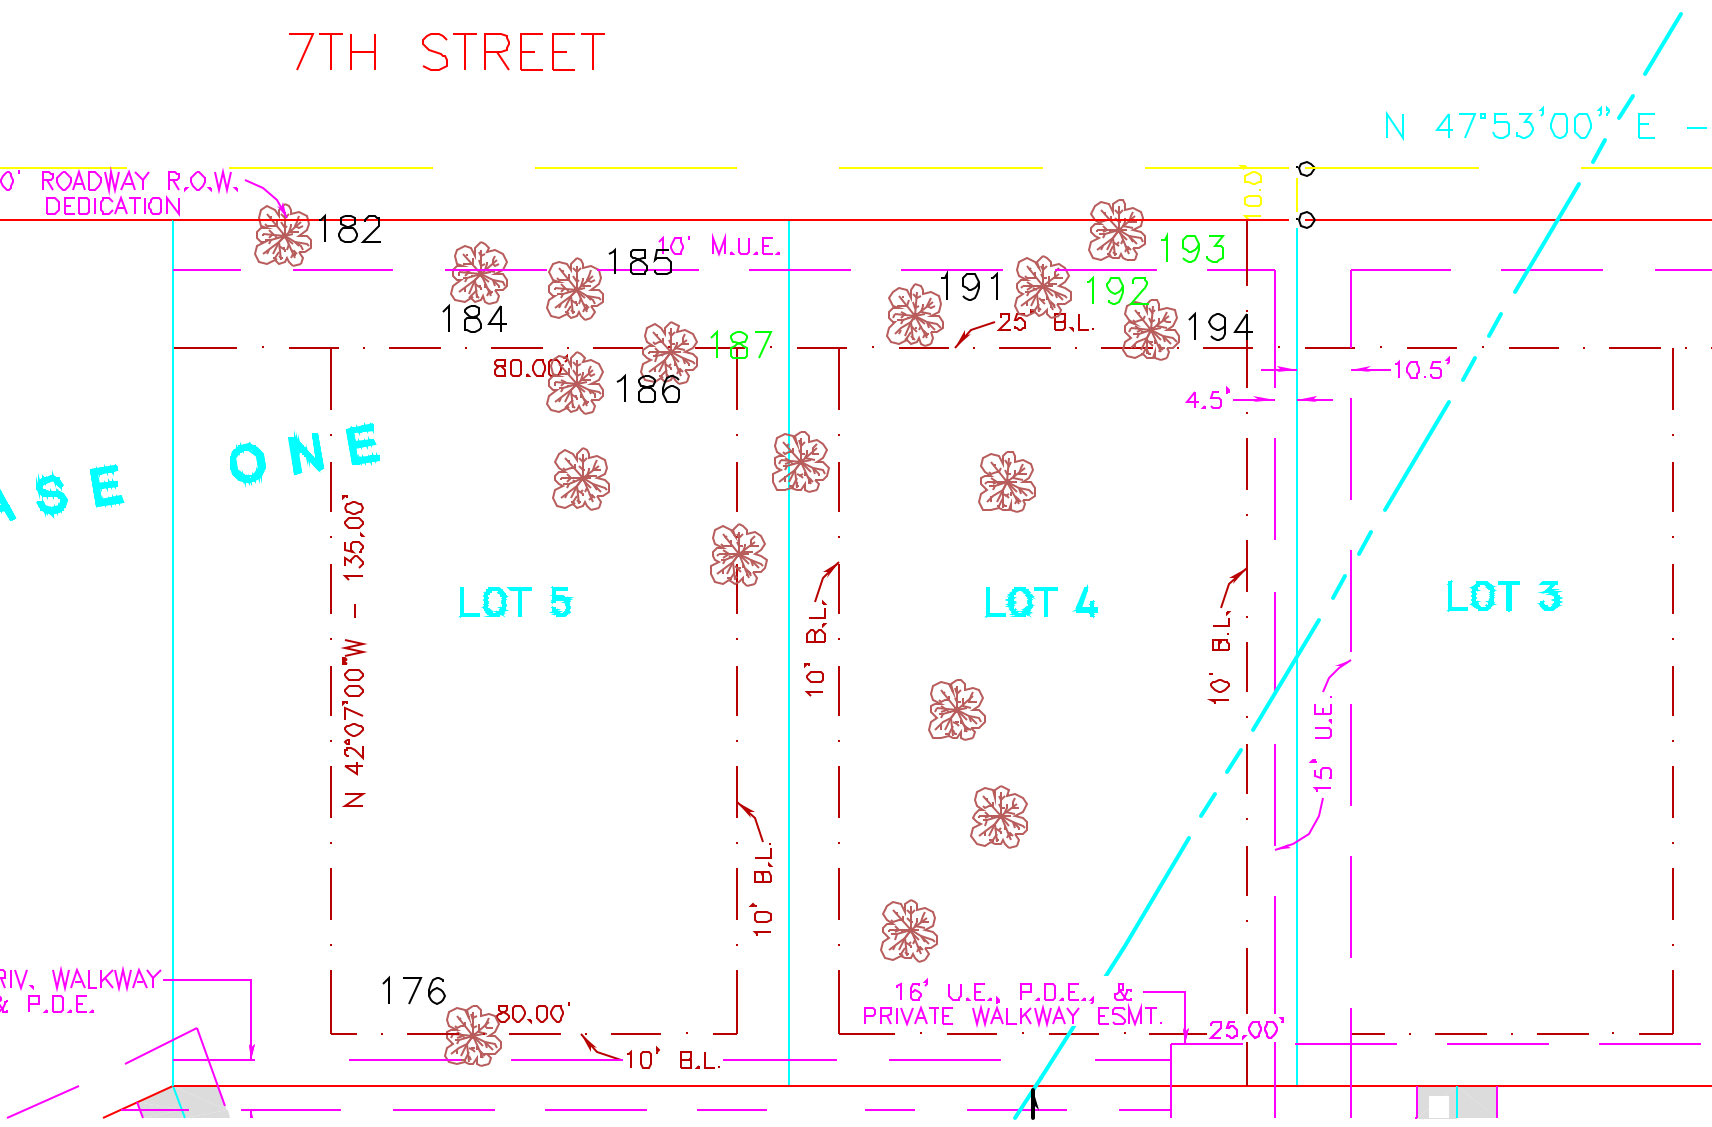 7TH STREET
N 47°53'00" E -
0' ROADWAY R.O.W.
DEDICATION
10.0'
182
185
10' M.U.E.
193
184
191
192
25' B.L.
194
187
80.00'
186
10.5'
4.5'
ASE ONE
N 42°07'00"W - 135.00'
LOT 5
LOT 4
LOT 3
10' B.L.
10' B.L.
15' U.E.
10' B.L.
RIV. WALKWAY
& P.D.E.
176
80.00'
10' B.L.
16' U.E., P.D.E., &
PRIVATE WALKWAY ESMT.
25.00'